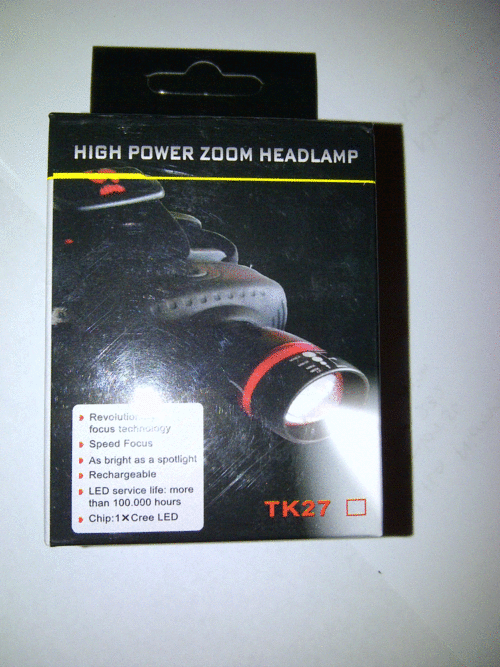 HIGH POWER ZOOM HEADLAMP
focus technology
Speed Focus
As bright as a spotlight
Rechargeable
LED service life: more
than 100.000 hours
Chip:1×Cree LED
TK27